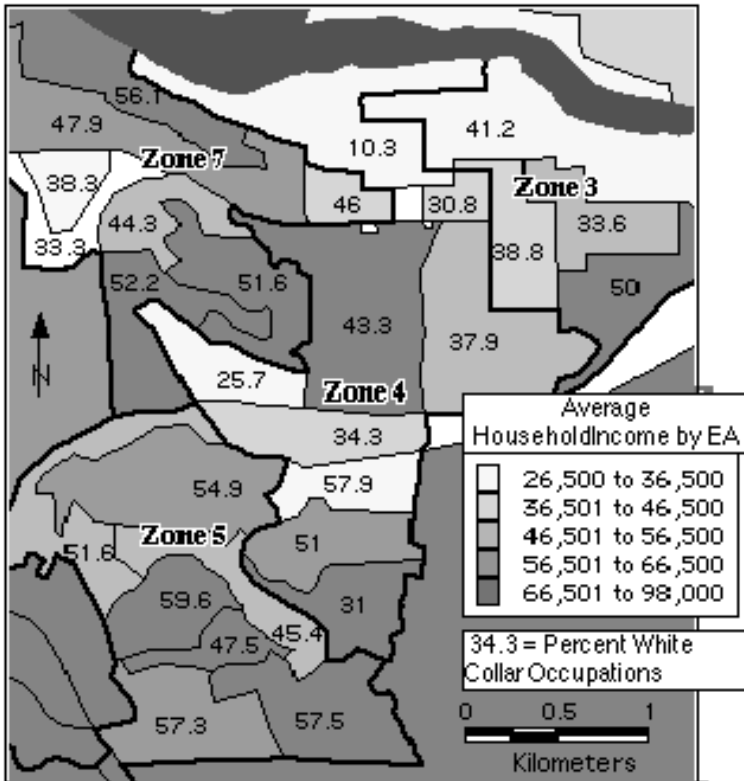 56.1
47.9
41.2
10.3
Zone 7
38.3
Zone 3
46
30.8
44.3
33.6
33.3
38.8
52.2
51.6
50
43.3
37.9
N
25.7
Zone 4
34.3
54.9
57.9
Zone 5
51.6
51
59.6
31
45.4
47.5
57.3
57.5
Average
HouseholdIncome by EA
26,500 to 36,500
36,501 to 46,500
46,501 to 56,500
56,501 to 66,500
66,501 to 98,000
34.3 = Percent White
Collar Occupations
0 0.5 1
Kilometers